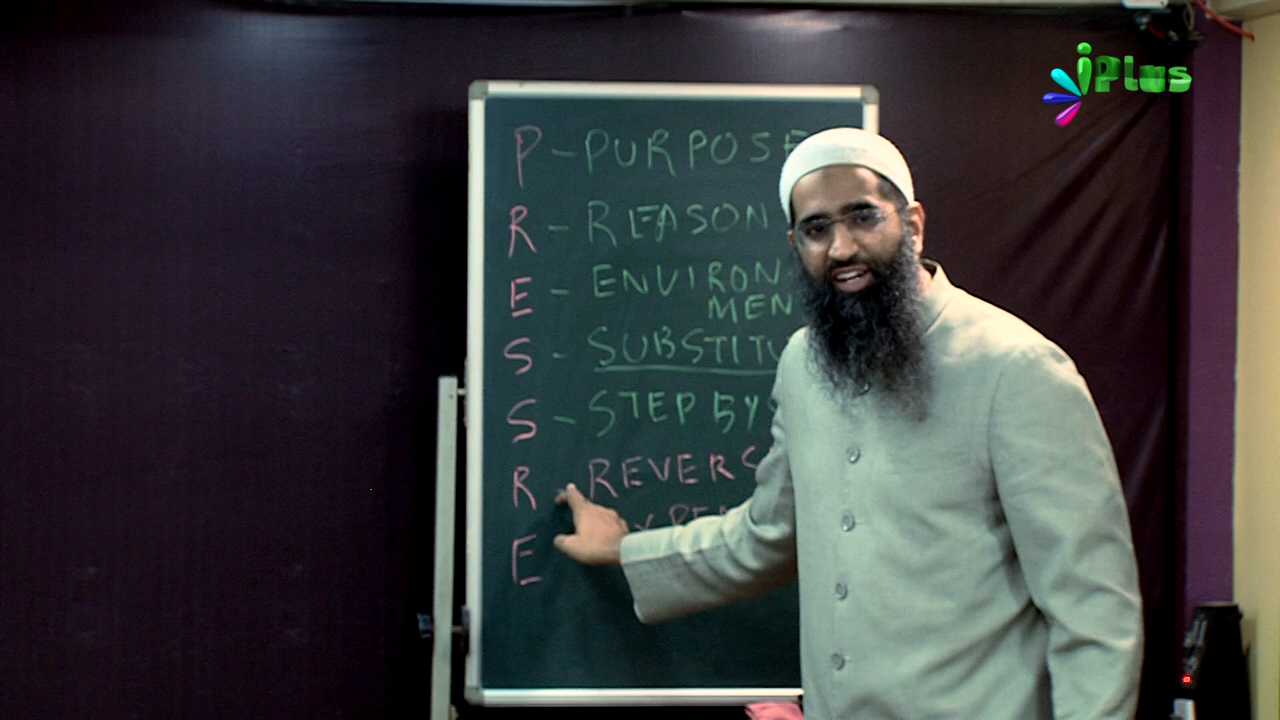 iPlus
P - PURPOSE
R - REASON
E - ENVIRON
MEN
S - SUBSTITU
S - STEP BY S
R - REVERS
E